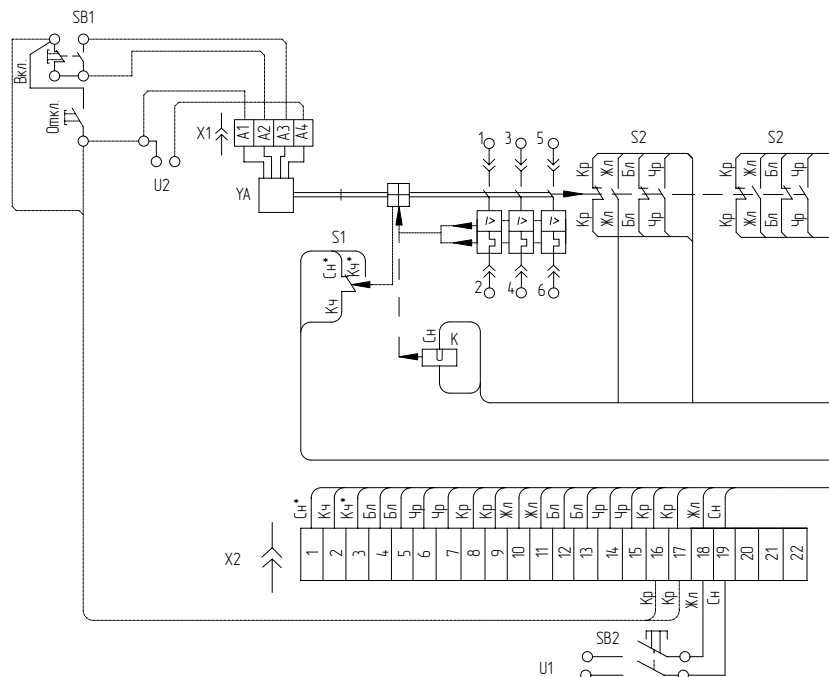 SB1
Вкл.
Откл.
X1
A1 A2 A3 A4
U2
YA
1 3 5
S2 S2
Кр Жл Бл Чр Кр Жл Бл Чр
I> I> I>
Кр Жл Бл Чр Кр Жл Бл Чр
S1
Сн* Кч*
Кч
2 4 6
Сн K
U
Сн* Кч Кч* Бл Бл Чр Чр Кр Кр Жл Жл Бл Бл Чр Чр Кр Кр Жл Сн
X2
1 2 3 4 5 6 7 8 9 10 11 12 13 14 15 16 17 18 19 20 21 22
Кр Кр Жл Сн
SB2
U1